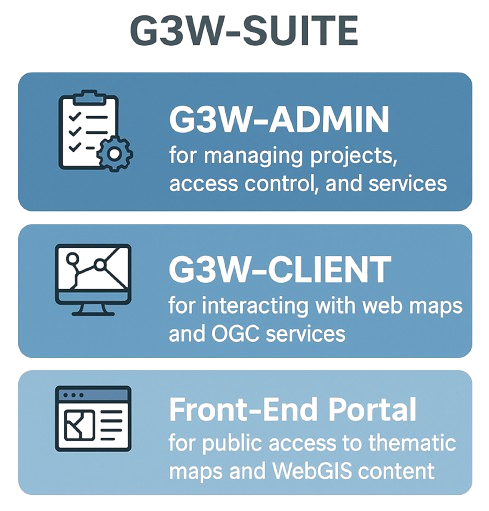 G3W-SUITE
G3W-ADMIN
for managing projects,
access control, and services
G3W-CLIENT
for interacting with web maps
and OGC services
Front-End Portal
for public access to thematic
maps and WebGIS content